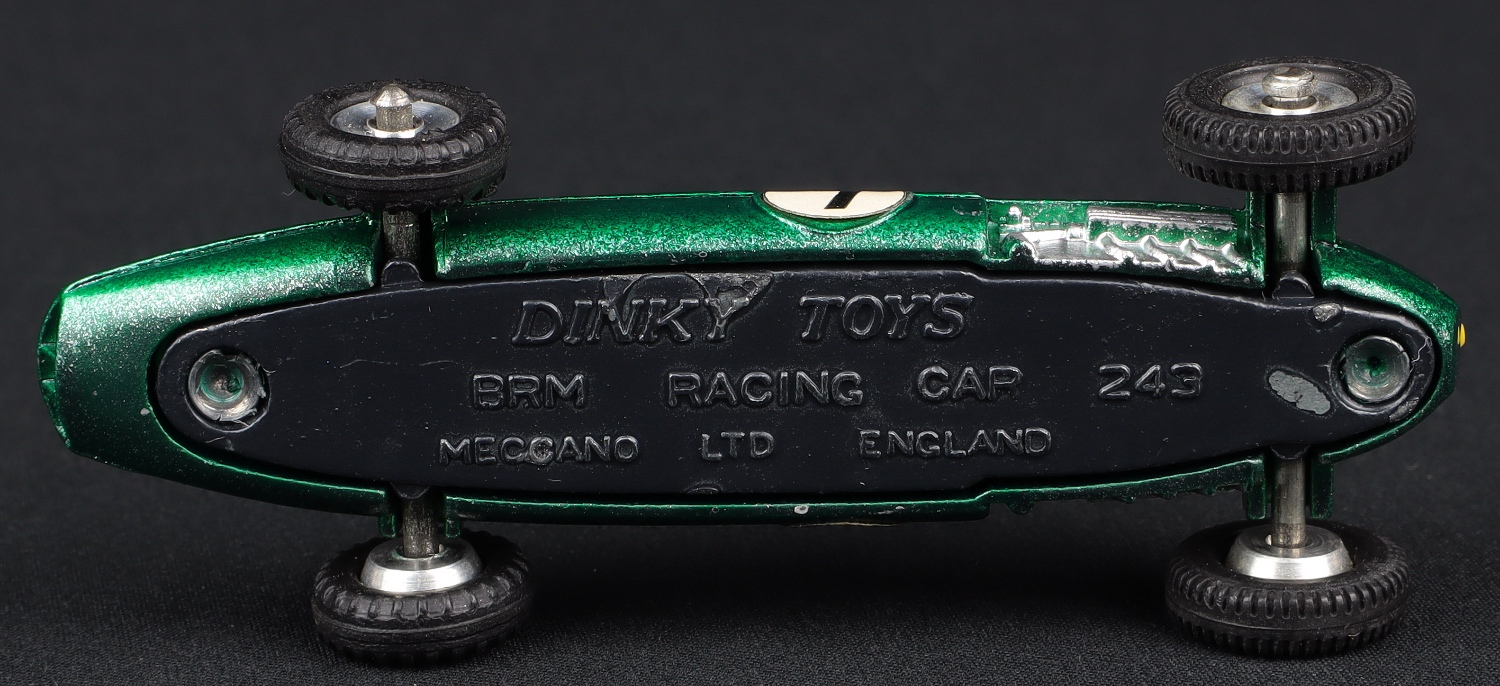 DINKY TOYS
BRM RACING CAR 243
MECCANO LTD ENGLAND